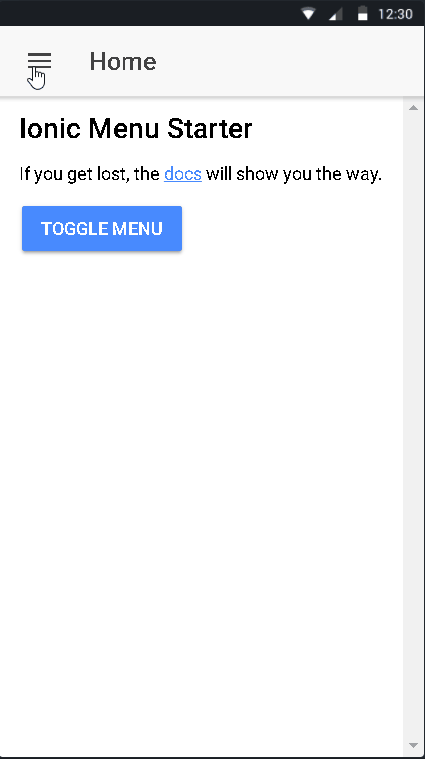 12:30
Home
Ionic Menu Starter
If you get lost, the docs will show you the way.
TOGGLE MENU